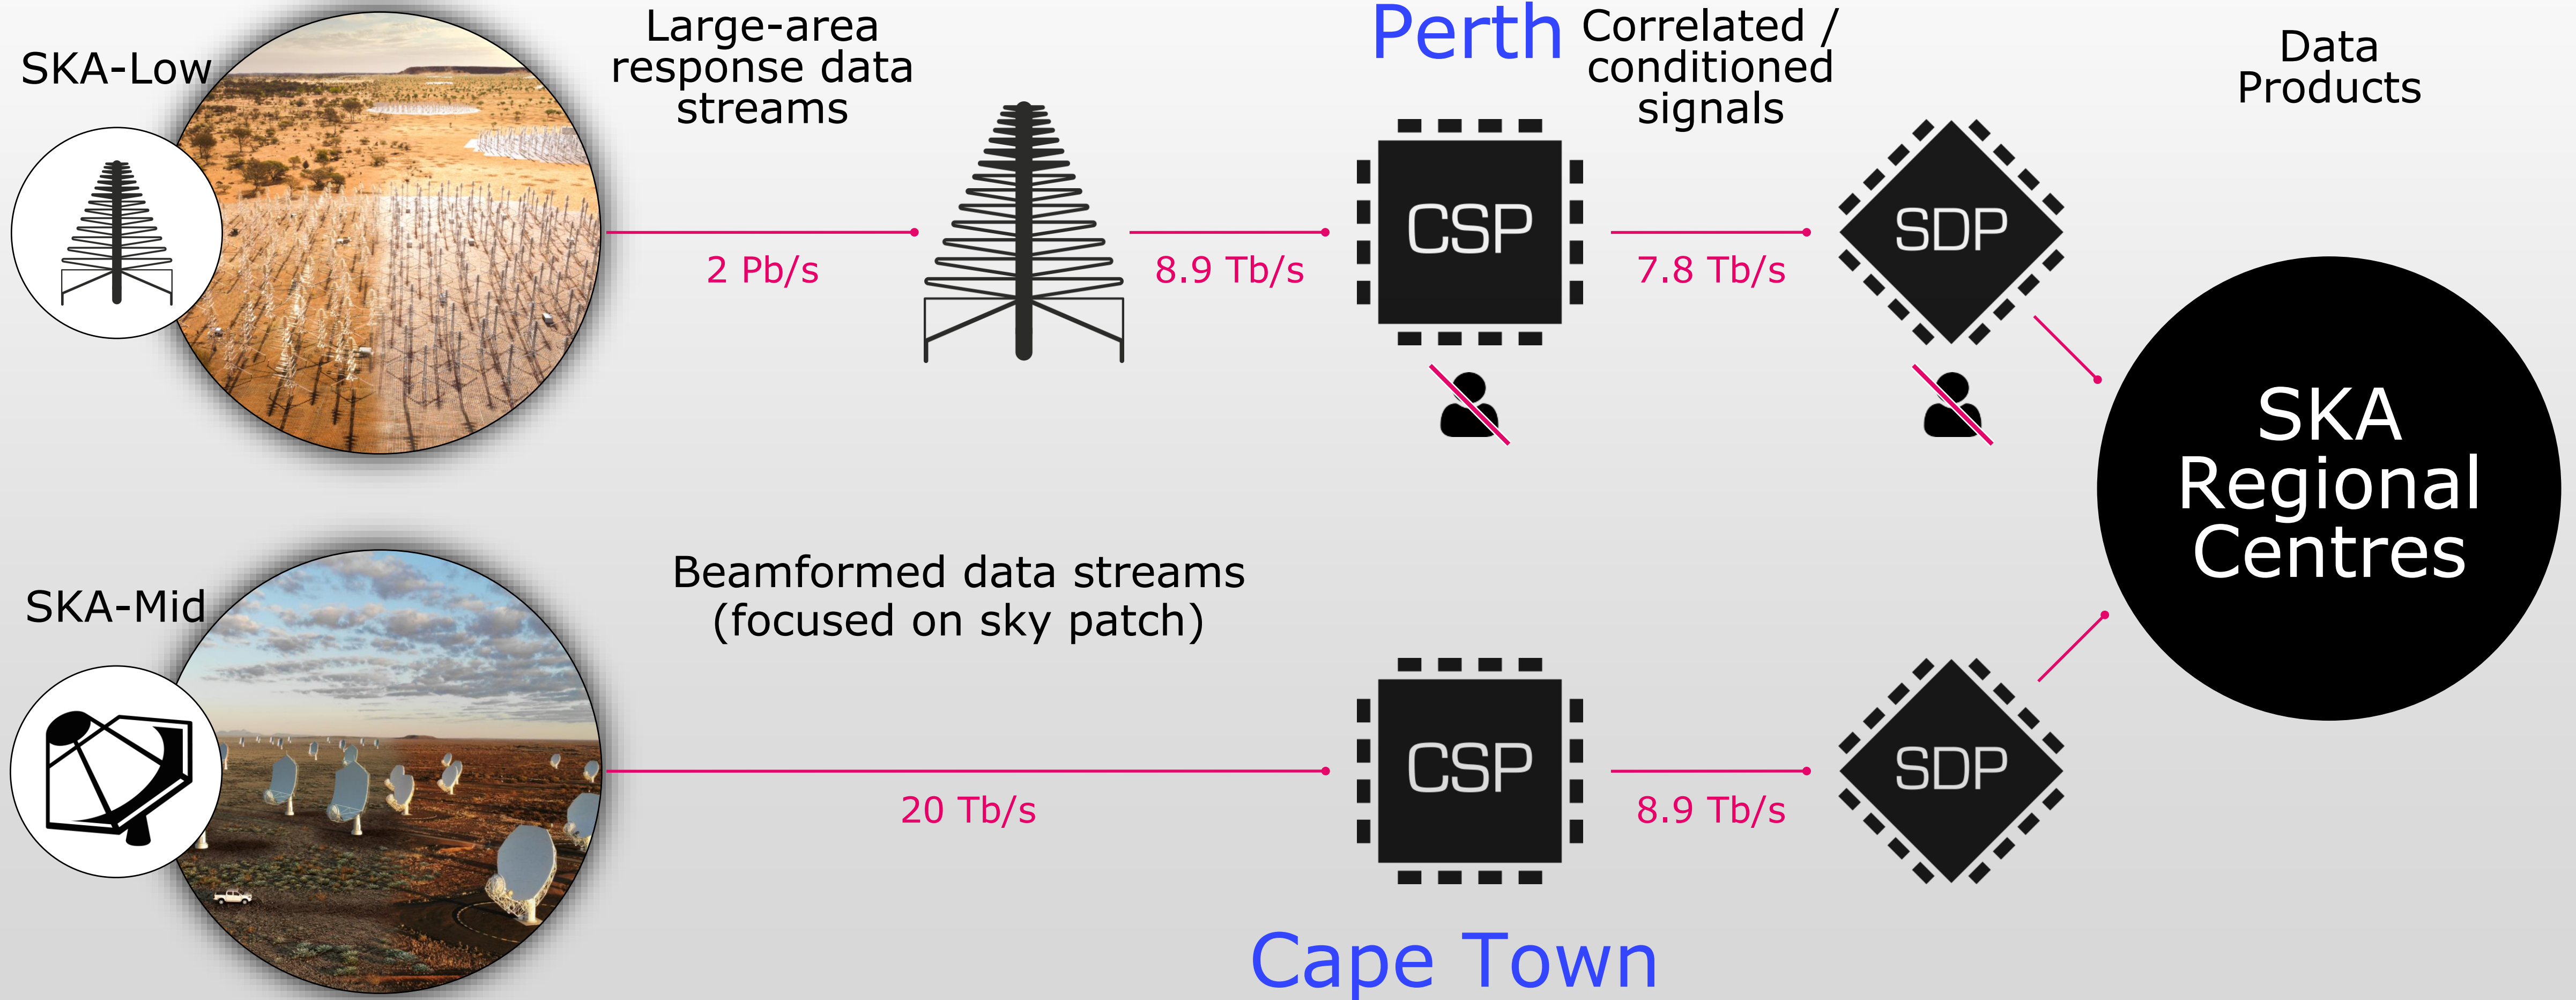 SKA-Low
Large-area
response data
streams
Perth
Correlated /
conditioned
signals
Data
Products
2 Pb/s
8.9 Tb/s
CSP
7.8 Tb/s
SDP
SKA
Regional
Centres
SKA-Mid
Beamformed data streams
(focused on sky patch)
20 Tb/s
CSP
8.9 Tb/s
SDP
Cape Town